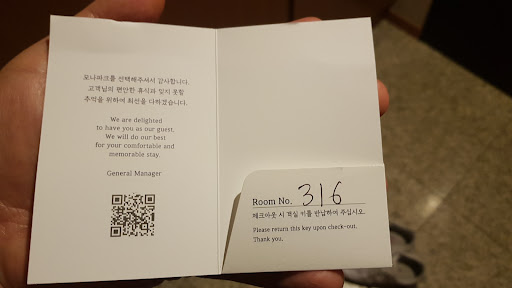 모나파크를 선택해주셔서 감사합니다.
고객님의 편안한 휴식과 잊지 못할
추억을 위하여 최선을 다하겠습니다.
We are delighted
to have you as our guest.
We will do our best
for your comfortable and
memorable stay.
General Manager
Room No. 316
체크아웃 시 객실 키를 반납하여 주십시오.
Please return this key upon check-out.
Thank you.